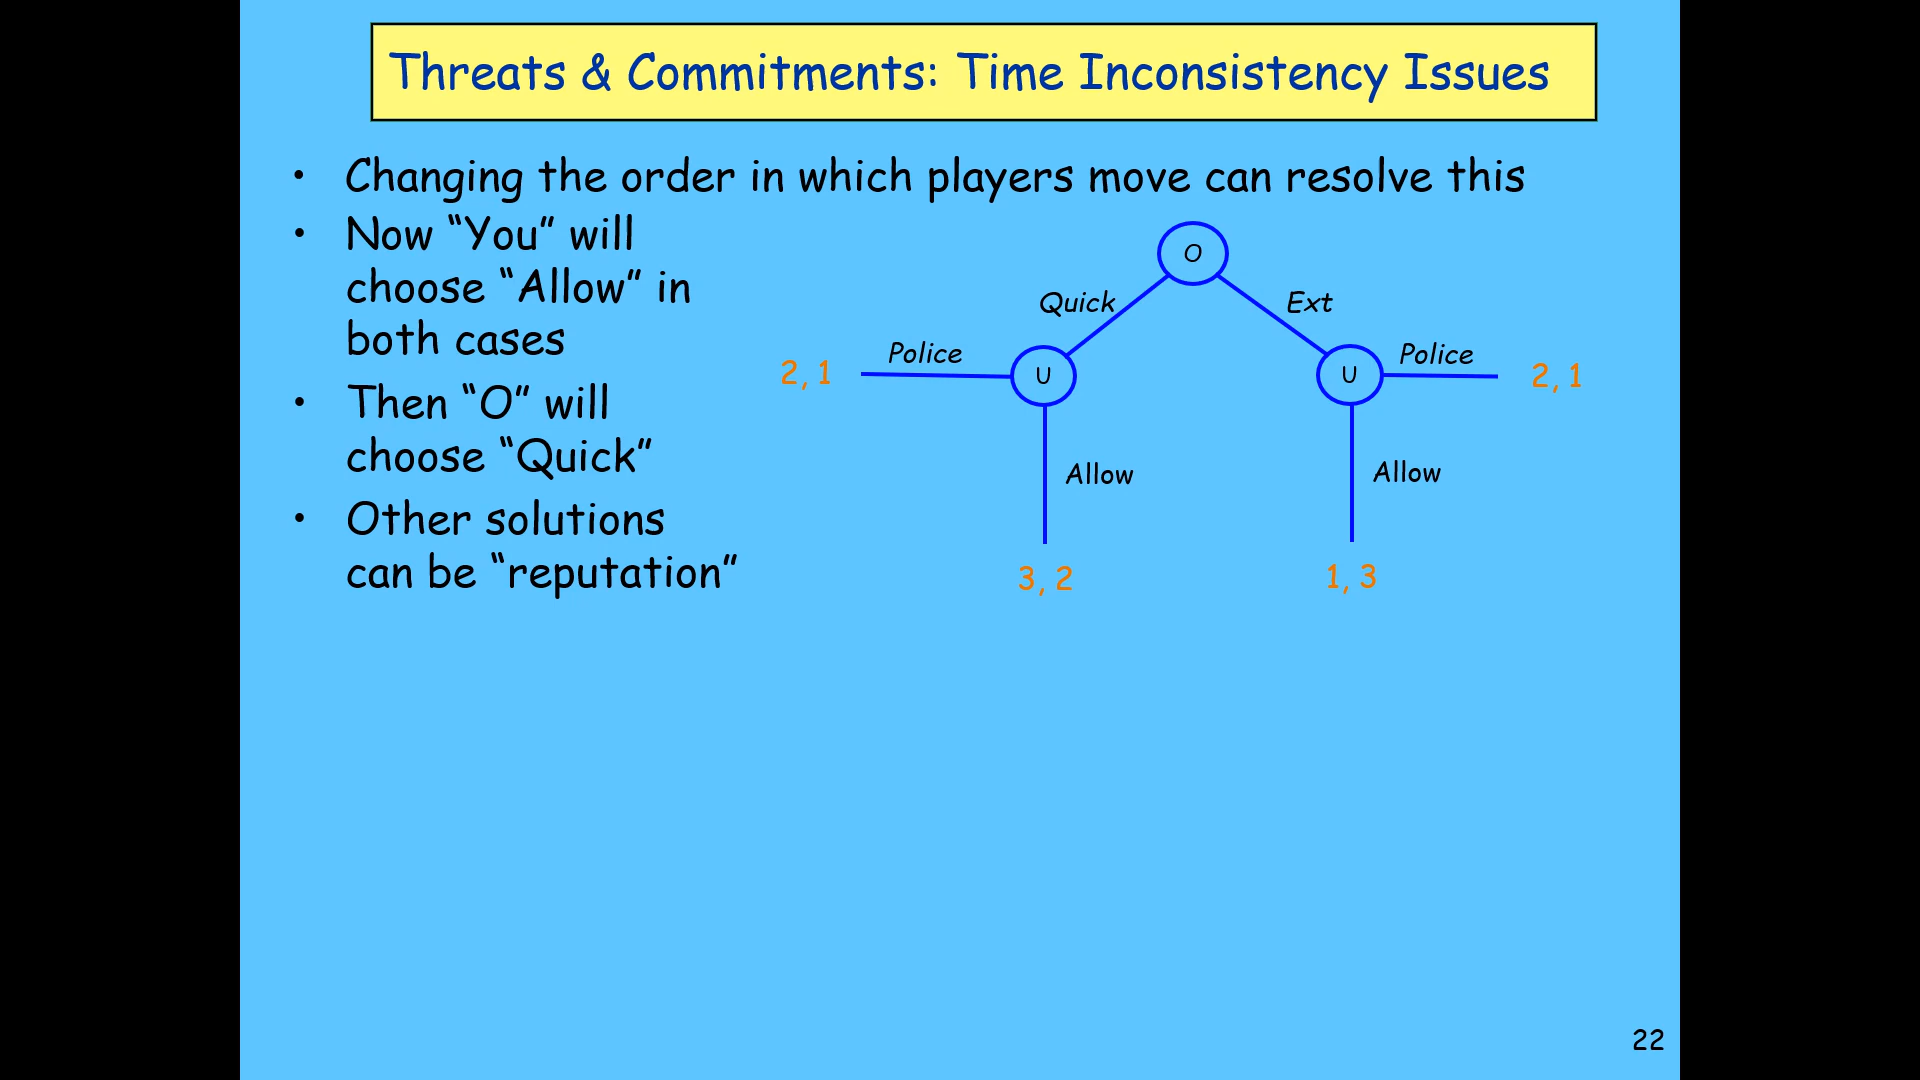 Threats & Commitments: Time Inconsistency Issues
• Changing the order in which players move can resolve this
• Now “You” will
choose “Allow” in
both cases
• Then “O” will
choose “Quick”
• Other solutions
can be “reputation”
O
Quick
Ext
Police
Police
2, 1
U
U
2, 1
Allow
Allow
3, 2
1, 3
22